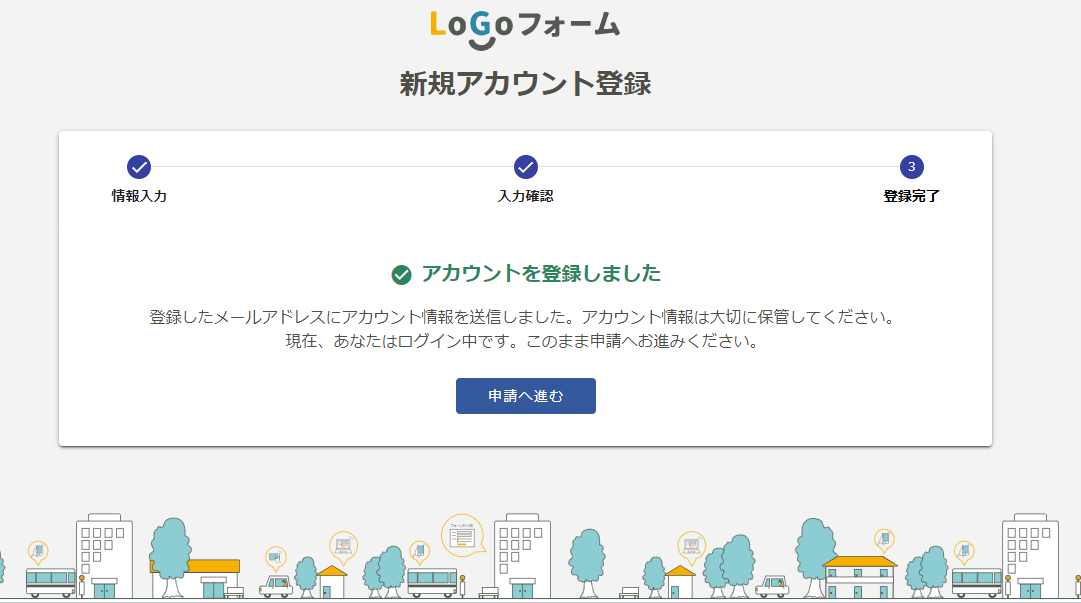 LoGoフォーム
新規アカウント登録
3
情報入力
入力確認
登録完了
アカウントを登録しました
登録したメールアドレスにアカウント情報を送信しました。アカウント情報は大切に保管してください。
現在、あなたはログイン中です。このまま申請へお進みください。
申請へ進む